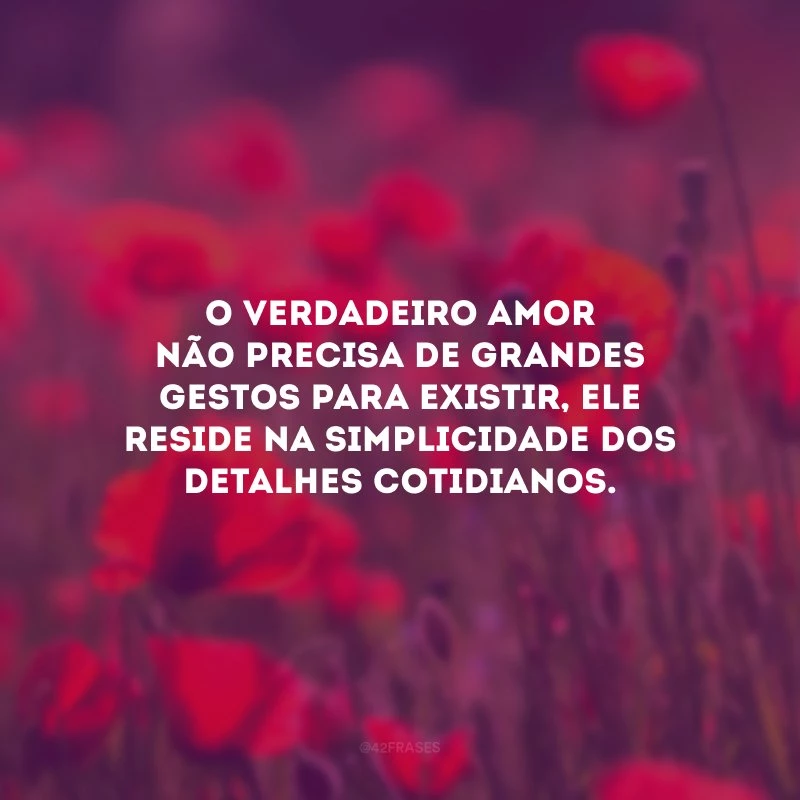 O VERDADEIRO AMOR
NÃO PRECISA DE GRANDES
GESTOS PARA EXISTIR, ELE
RESIDE NA SIMPLICIDADE DOS
DETALHES COTIDIANOS.
@42FRASES